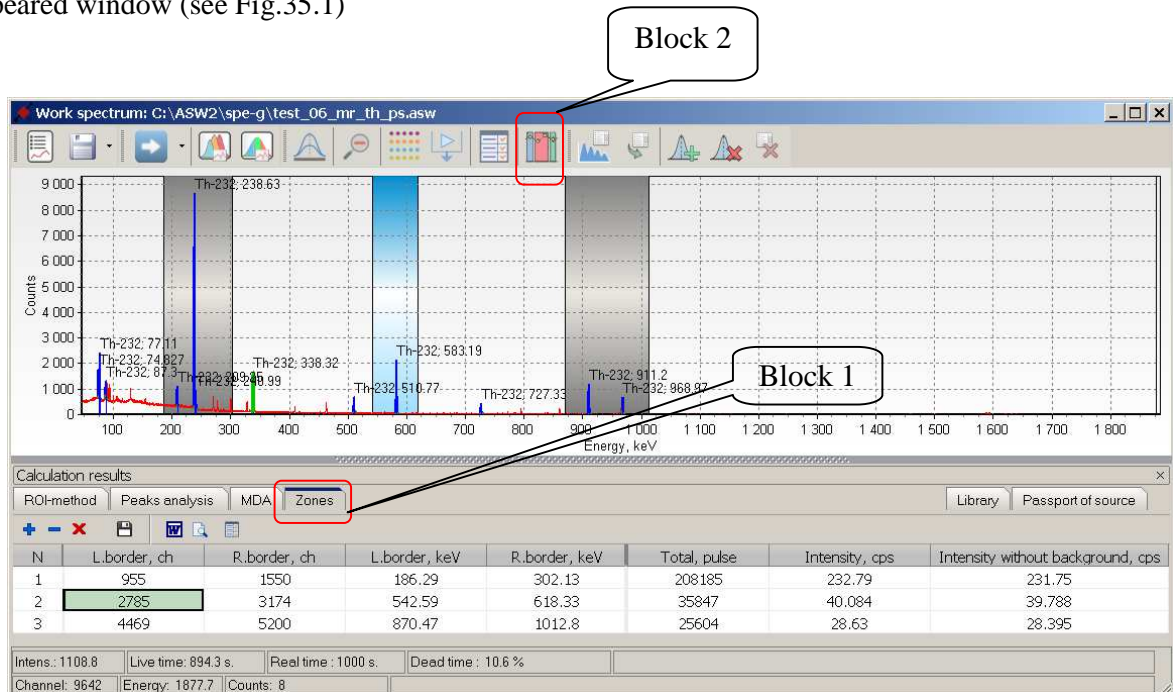 peared window (see Fig.35.1)
Block 2
Work spectrum: C:\ASW2\spe-g\test_06_mr_th_ps.asw
9 000
8 000
7 000
6 000
5 000
4 000
3 000
2 000
1 000
0
Counts
Th-232; 238.63
Th-232; 77.11
Th-232; 74.827
Th-232; 87.3
Th-232; 338.32
Th-232; 583.19
Th-232; 510.77
Th-232; 727.33
Th-232; 911.2
Th-232; 968.97
Block 1
100 200 300 400 500 600 700 800 900 1 000 1 100 1 200 1 300 1 400 1 500 1 600 1 700 1 800
Energy, keV
Calculation results
ROI-method Peaks analysis MDA Zones Library Passport of source
N L.border, ch R.border, ch L.border, keV R.border, keV Total, pulse Intensity, cps Intensity without background, cps
1 955 1550 186.29 302.13 208185 232.79 231.75
2 2785 3174 542.59 618.33 35847 40.084 39.788
3 4469 5200 870.47 1012.8 25604 28.63 28.395
Intens.: 1108.8 Live time: 894.3 s. Real time : 1000 s. Dead time : 10.6 %
Channel: 9642 Energy: 1877.7 Counts: 8